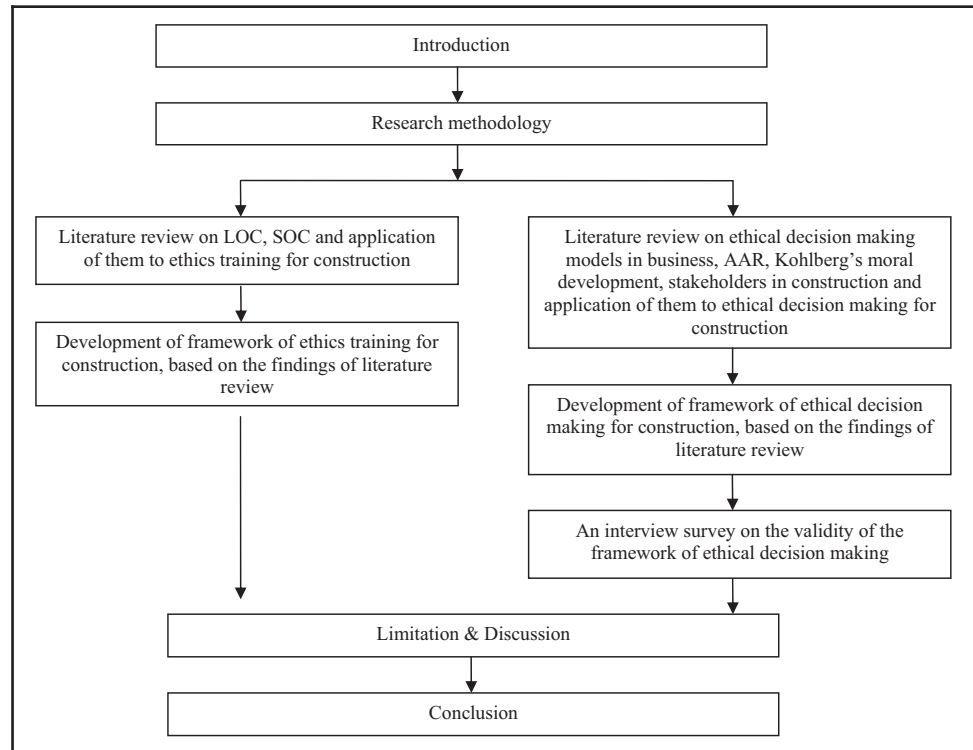 Introduction
Research methodology
Literature review on LOC, SOC and application
of them to ethics training for construction
Development of framework of ethics training for
construction, based on the findings of literature
review
Literature review on ethical decision making
models in business, AAR, Kohlberg's moral
development, stakeholders in construction and
application of them to ethical decision making for
construction
Development of framework of ethical decision
making for construction, based on the findings of
literature review
An interview survey on the validity of the
framework of ethical decision making
Limitation & Discussion
Conclusion